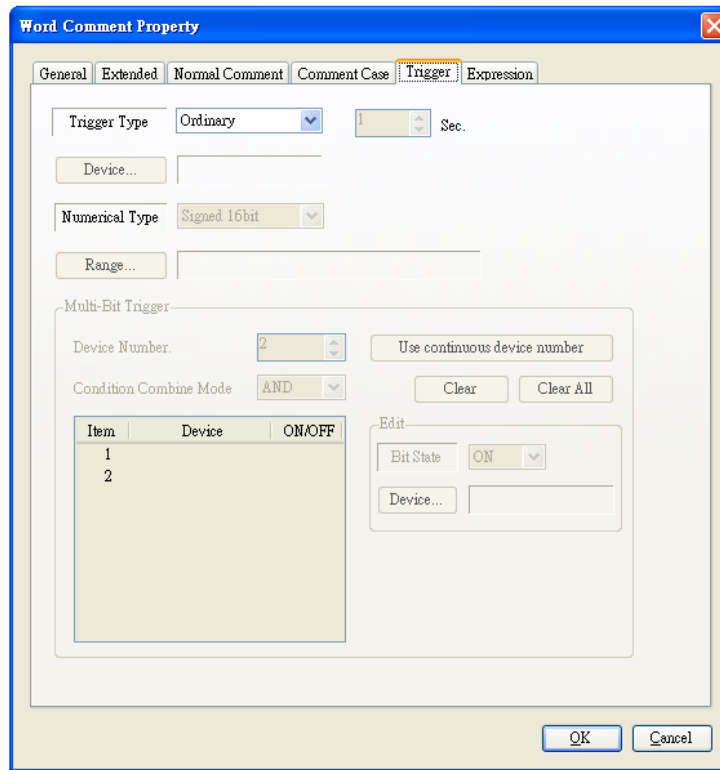 Word Comment Property
General Extended Normal Comment Comment Case Trigger Expression
Trigger Type Ordinary 1 Sec.
Device...
Numerical Type Signed 16bit
Range...
Multi-Bit Trigger
Device Number. 2 Use continuous device number
Condition Combine Mode AND Clear Clear All
Item Device ON/OFF Edit
1 Bit State ON
2
Device...
OK Cancel